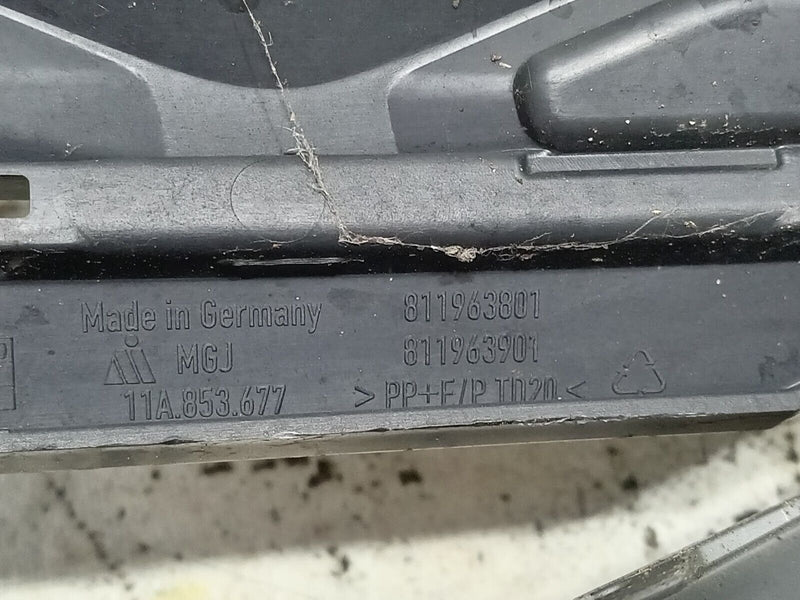 Made in Germany 811963801
MGJ 811963901
11A.853.677 > PP+E/P TD20 <